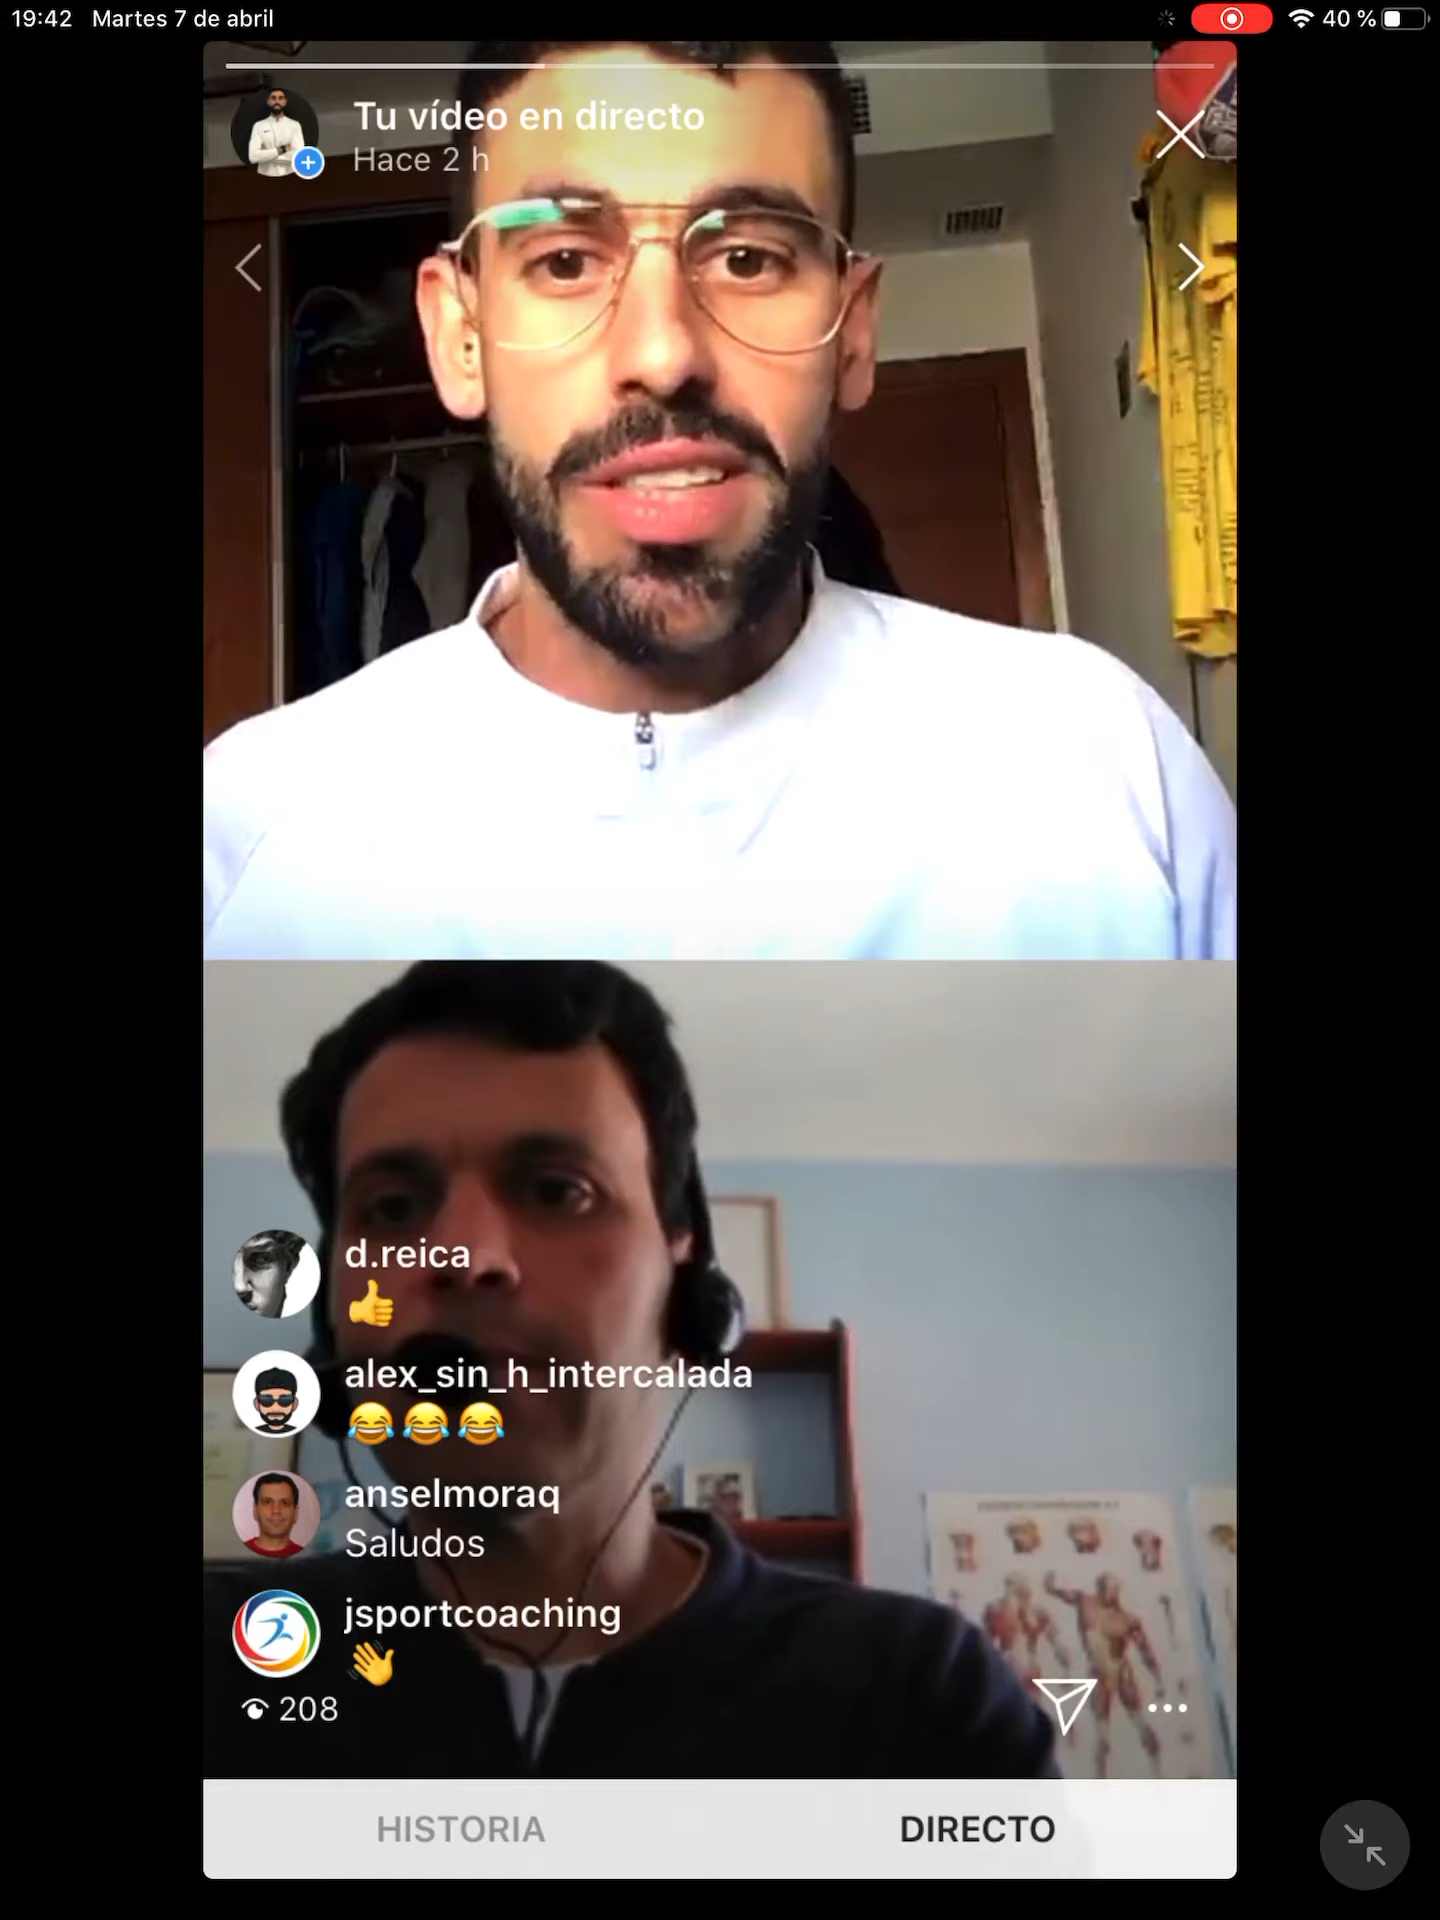 19:42 Martes 7 de abril
40 %
Tu vídeo en directo
Hace 2 h
d.reica
👍
alex_sin_h_intercalada
😂😂😂
anselmoraq
Saludos
jsportcoaching
👋
208
HISTORIA
DIRECTO